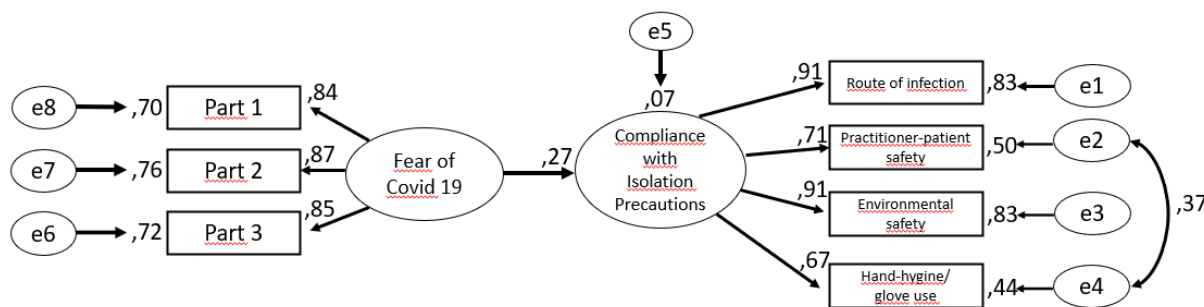 e5
,91
Route of infection
,83
e1
e8
,70
Part 1
,84
,07
Compliance
with
Isolation
Precautions
,71
Practitioner-patient
safety
,50
e2
e7
,76
Part 2
,87
Fear of
Covid 19
,27
,91
Environmental
safety
,83
e3
,37
e6
,72
Part 3
,85
,67
Hand-hygine/
glove use
,44
e4